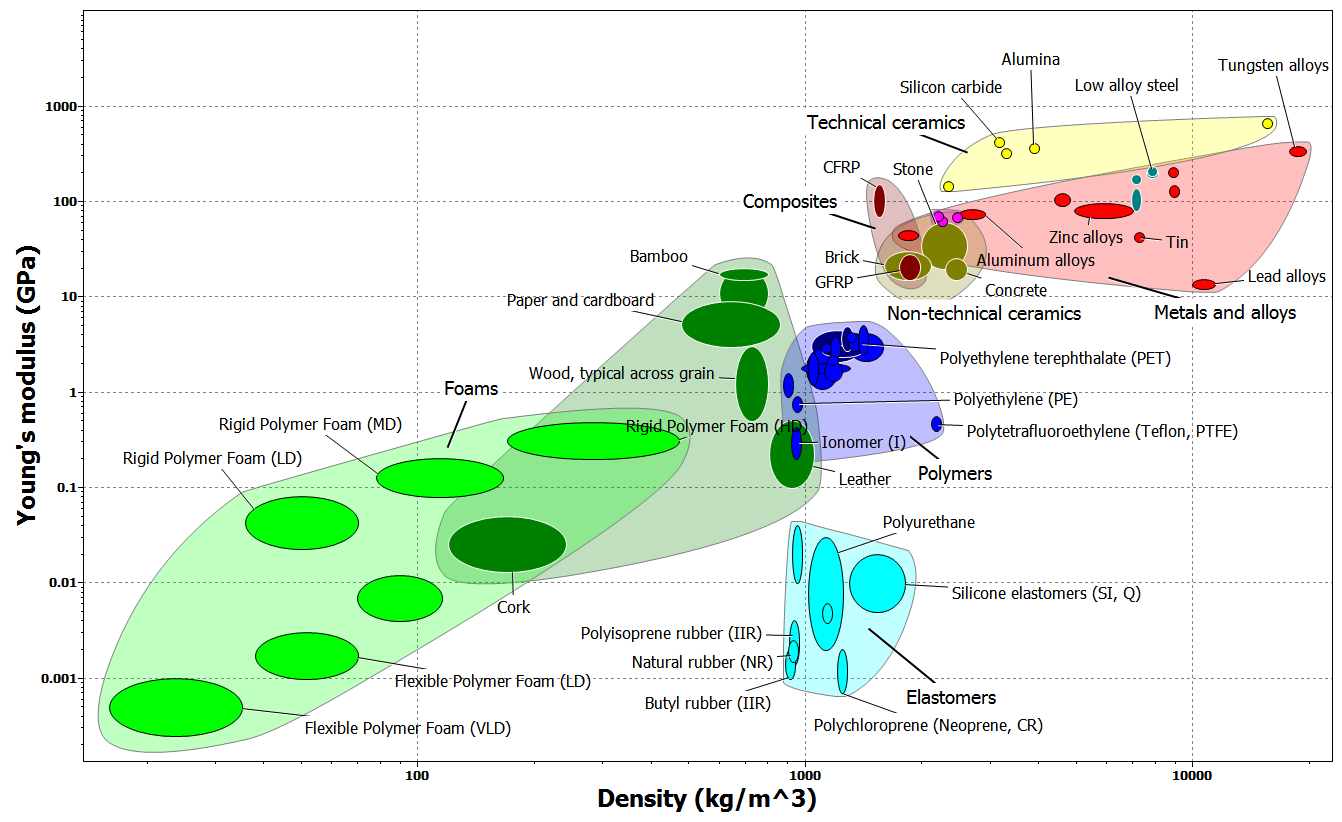 Alumina
Tungsten alloys
Silicon carbide
Low alloy steel
1000
Technical ceramics
CFRP
Stone
100
Composites
Zinc alloys
Tin
Bamboo
Brick
Aluminum alloys
GFRP
Lead alloys
Concrete
10
Paper and cardboard
Non-technical ceramics
Metals and alloys
Polyethylene terephthalate (PET)
Wood, typical across grain
1
Foams
Polyethylene (PE)
Rigid Polymer Foam (MD)
Rigid Polymer Foam (HD)
Polytetrafluoroethylene (Teflon, PTFE)
Ionomer (I)
Rigid Polymer Foam (LD)
Polymers
Leather
0.1
Young's modulus (GPa)
Polyurethane
0.01
Silicone elastomers (SI, Q)
Cork
Polyisoprene rubber (IIR)
Natural rubber (NR)
0.001
Flexible Polymer Foam (LD)
Elastomers
Butyl rubber (IIR)
Polychloroprene (Neoprene, CR)
Flexible Polymer Foam (VLD)
100
1000
10000
Density (kg/m^3)